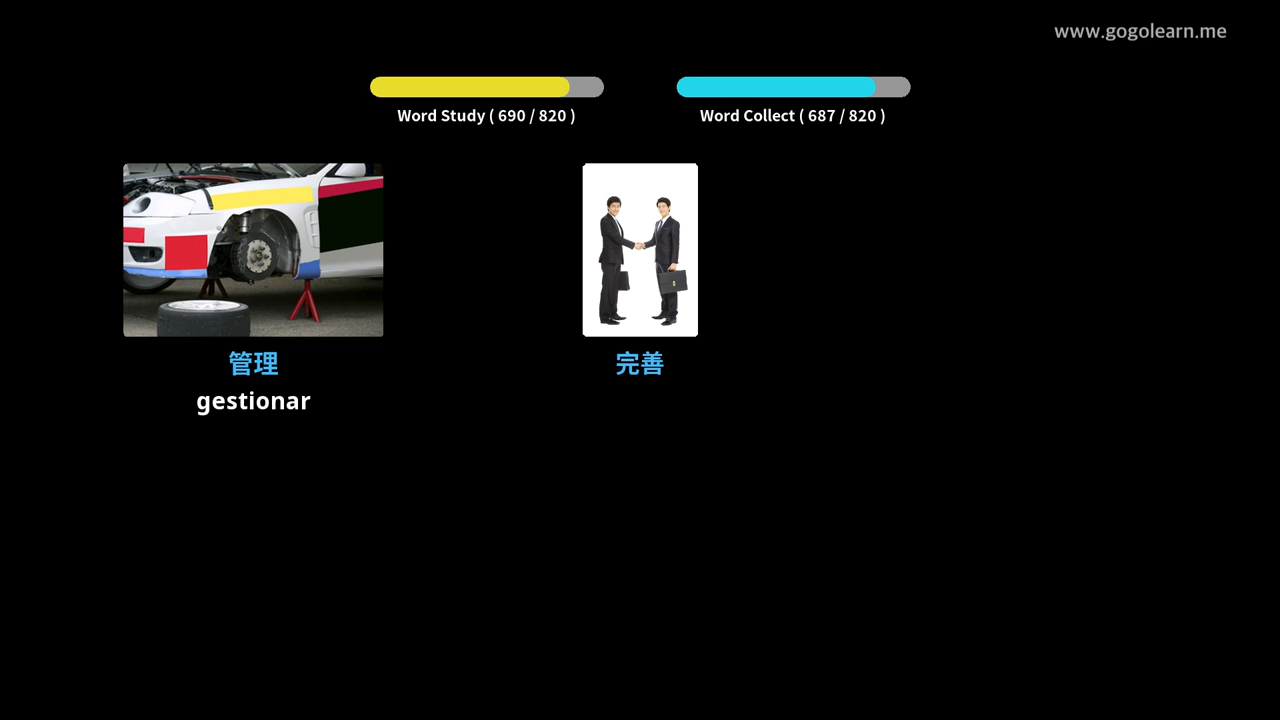 www.gogolearn.me
Word Study ( 690 / 820 )
Word Collect ( 687 / 820 )
管理
gestionar
完善